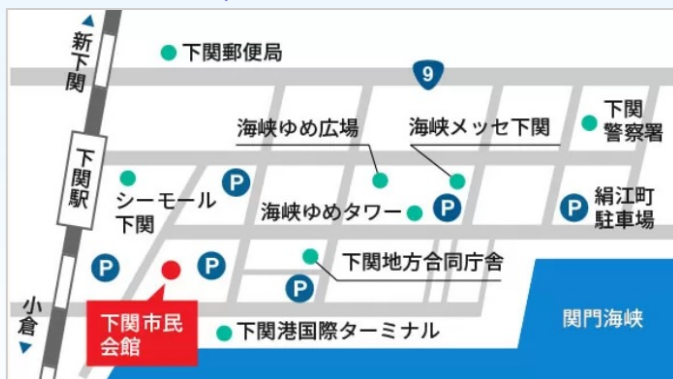 新下関
下関郵便局
9
海峡ゆめ広場
海峡メッセ下関
下関
警察署
下関駅
シーモール
下関
P
海峡ゆめタワー
P
P
絹江町
駐車場
P
P
下関地方合同庁舎
P
小倉
下関市民
会館
下関港国際ターミナル
関門海峡